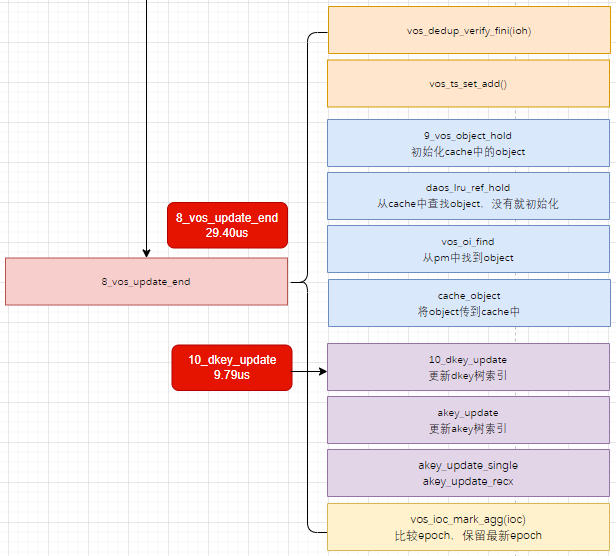 vos_dedup_verify_fini(ioh)
vos_ts_set_add()
9_vos_object_hold
初始化cache中的object
daos_lru_ref_hold
从cache中查找object，没有就初始化
8_vos_update_end
29.40us
vos_oi_find
从pm中找到object
8_vos_update_end
cache_object
将object传到cache中
10_dkey_update
9.79us
10_dkey_update
更新dkey树索引
akey_update
更新akey树索引
akey_update_single
akey_update_recx
vos_ioc_mark_agg(ioc)
比较epoch，保留最新epoch